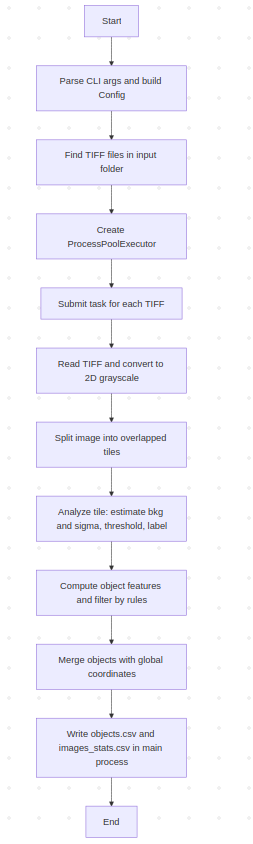 Start
Parse CLI args and build
Config
Find TIFF files in input
folder
Create
ProcessPoolExecutor
Submit task for each TIFF
Read TIFF and convert to
2D grayscale
Split image into overlapped
tiles
Analyze tile: estimate bkg
and sigma, threshold, label
Compute object features
and filter by rules
Merge objects with global
coordinates
Write objects.csv and
images_stats.csv in main
process
End